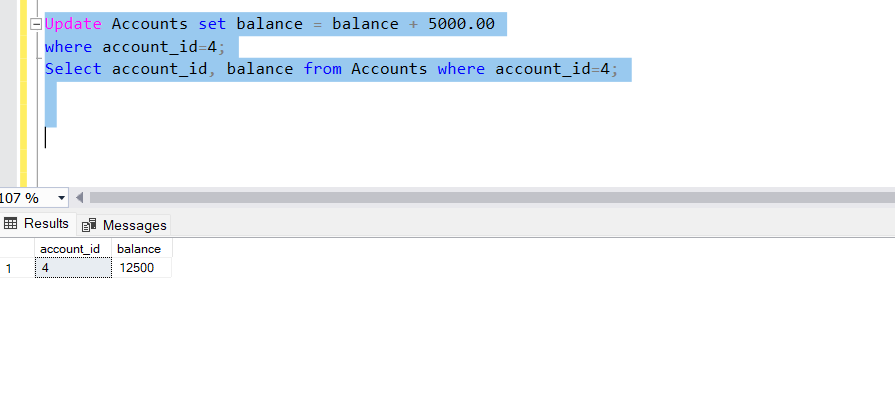 Update Accounts set balance = balance + 5000.00
where account_id=4;
Select account_id, balance from Accounts where account_id=4;
107 %
Results Messages
account_id balance
1 4 12500